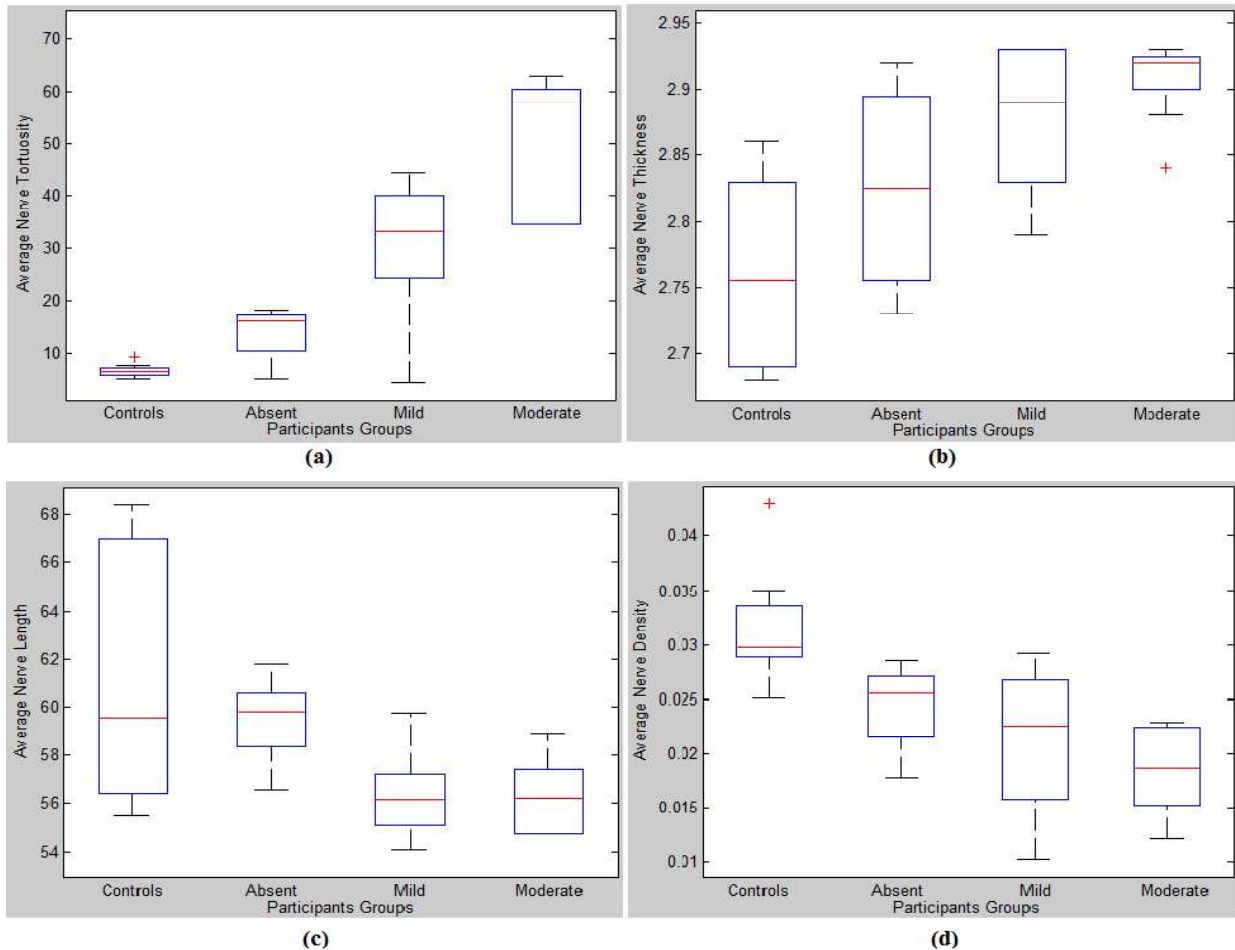 70
60
50
40
30
20
10
Average Nerve Tortuosity
Controls Absent Mild Moderate
Participants Groups
(a)
2.95
2.9
2.85
2.8
2.75
2.7
Average Nerve Thickness
Controls Absent Mild Moderate
Participants Groups
(b)
68
66
64
62
60
58
56
54
Average Nerve Length
Controls Absent Mild Moderate
Participants Groups
(c)
0.04
0.035
0.03
0.025
0.02
0.015
0.01
Average Nerve Density
Controls Absent Mild Moderate
Participants Groups
(d)